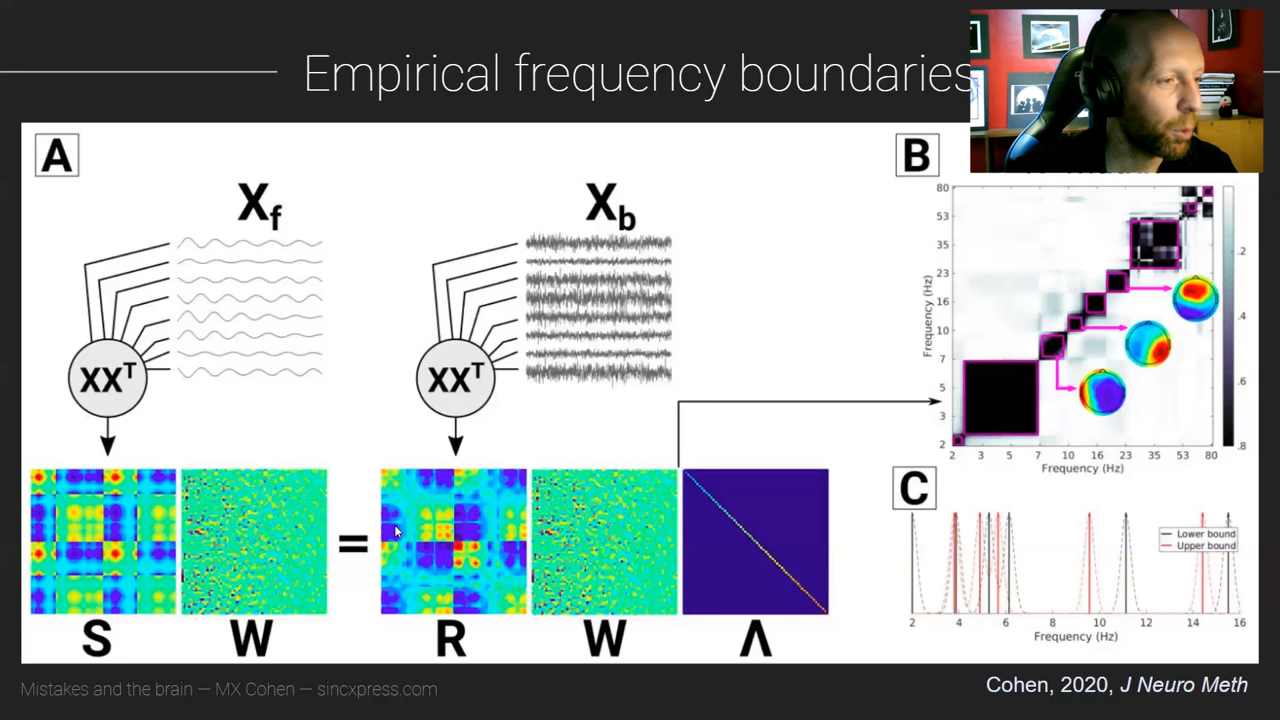 Empirical frequency boundaries
A
X_f
X_b
XX^T
XX^T
S
W
=
R
W
Λ
B
Frequency (Hz)
80
53
35
23
16
10
7
5
3
2
2 3 5 7 10 16 23 35 53 80
Frequency (Hz)
.2
.4
.6
.8
C
Lower bound
Upper bound
2 4 6 8 10 12 14 16
Frequency (Hz)
Mistakes and the brain — MX Cohen — sincxpress.com
Cohen, 2020, J Neuro Meth